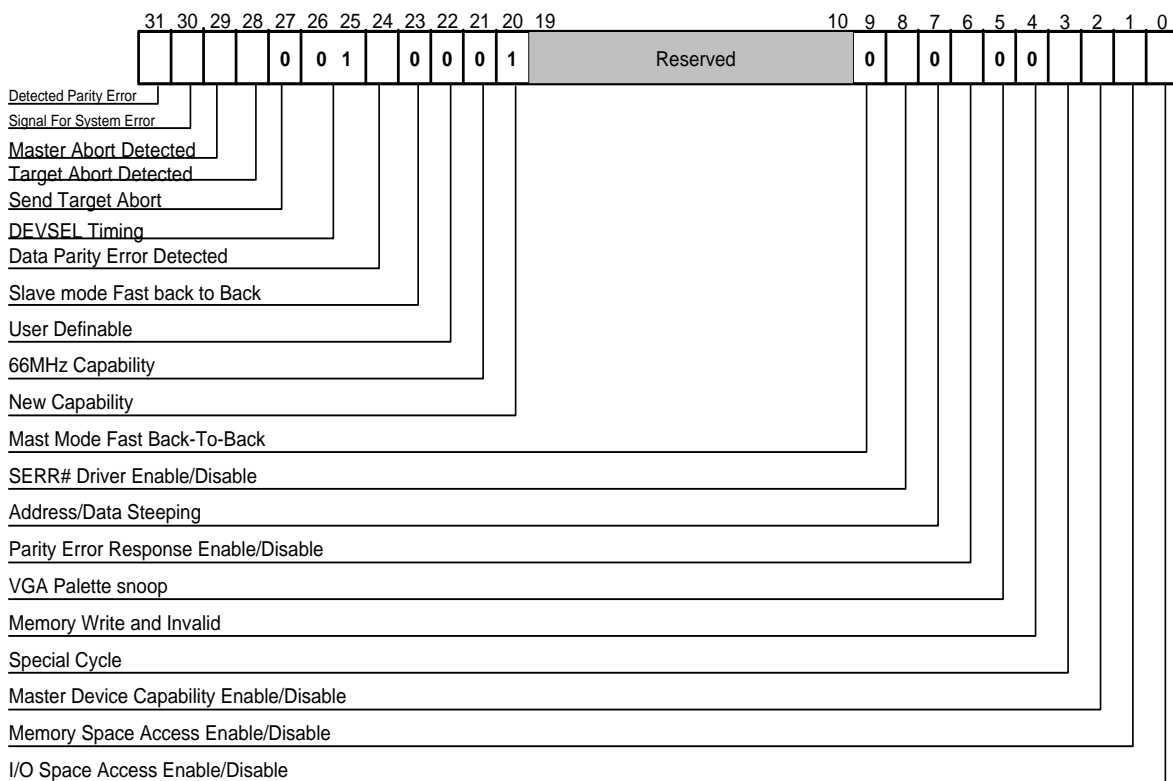 31 30 29 28 27 26 25 24 23 22 21 20 19 10 9 8 7 6 5 4 3 2 1 0
0 0 1 0 0 0 1 Reserved 0 0 0 0
Detected Parity Error
Signal For System Error
Master Abort Detected
Target Abort Detected
Send Target Abort
DEVSEL Timing
Data Parity Error Detected
Slave mode Fast back to Back
User Definable
66MHz Capability
New Capability
Mast Mode Fast Back-To-Back
SERR# Driver Enable/Disable
Address/Data Steeping
Parity Error Response Enable/Disable
VGA Palette snoop
Memory Write and Invalid
Special Cycle
Master Device Capability Enable/Disable
Memory Space Access Enable/Disable
I/O Space Access Enable/Disable